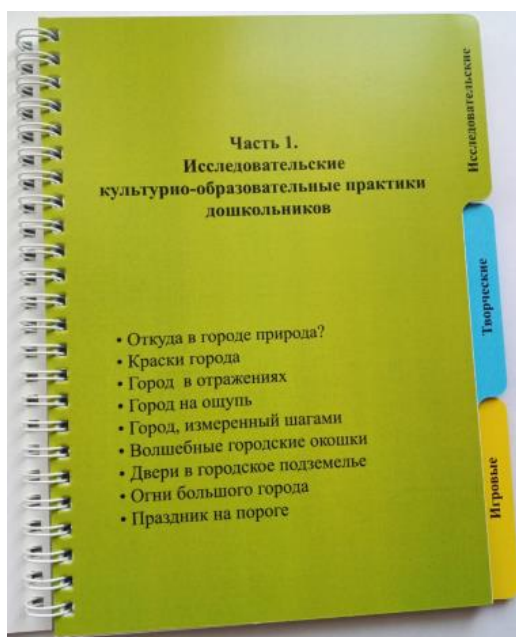 Часть 1.
Исследовательские
культурно-образовательные практики
дошкольников
• Откуда в городе природа?
• Краски города
• Город в отражениях
• Город на ощупь
• Город, измеренный шагами
• Волшебные городские окошки
• Двери в городское подземелье
• Огни большого города
• Праздник на пороге
Исследовательские
Творческие
Игровые